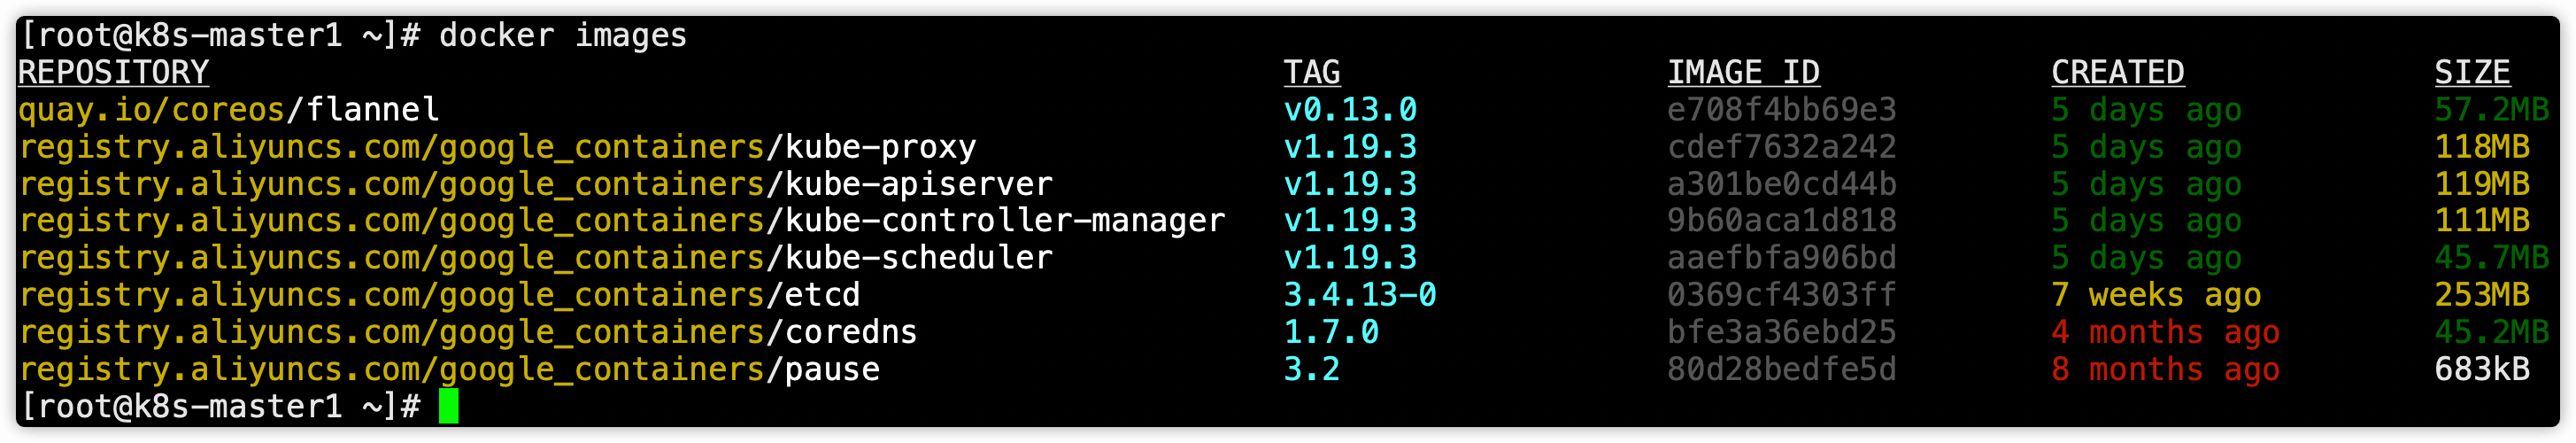 [root@k8s-master1 ~]# docker images
REPOSITORY TAG IMAGE ID CREATED SIZE
quay.io/coreos/flannel v0.13.0 e708f4bb69e3 5 days ago 57.2MB
registry.aliyuncs.com/google_containers/kube-proxy v1.19.3 cdef7632a242 5 days ago 118MB
registry.aliyuncs.com/google_containers/kube-apiserver v1.19.3 a301be0cd44b 5 days ago 119MB
registry.aliyuncs.com/google_containers/kube-controller-manager v1.19.3 9b60aca1d818 5 days ago 111MB
registry.aliyuncs.com/google_containers/kube-scheduler v1.19.3 aaefbfa906bd 5 days ago 45.7MB
registry.aliyuncs.com/google_containers/etcd 3.4.13-0 0369cf4303ff 7 weeks ago 253MB
registry.aliyuncs.com/google_containers/coredns 1.7.0 bfe3a36ebd25 4 months ago 45.2MB
registry.aliyuncs.com/google_containers/pause 3.2 80d28bedfe5d 8 months ago 683kB
[root@k8s-master1 ~]#